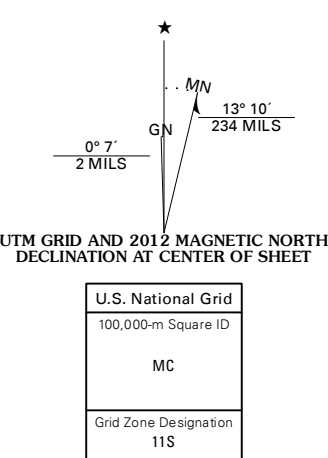 MN
13° 10´
234 MILS
GN
0° 7´
2 MILS
UTM GRID AND 2012 MAGNETIC NORTH
DECLINATION AT CENTER OF SHEET
U.S. National Grid
100,000-m Square ID
MC
Grid Zone Designation
11S